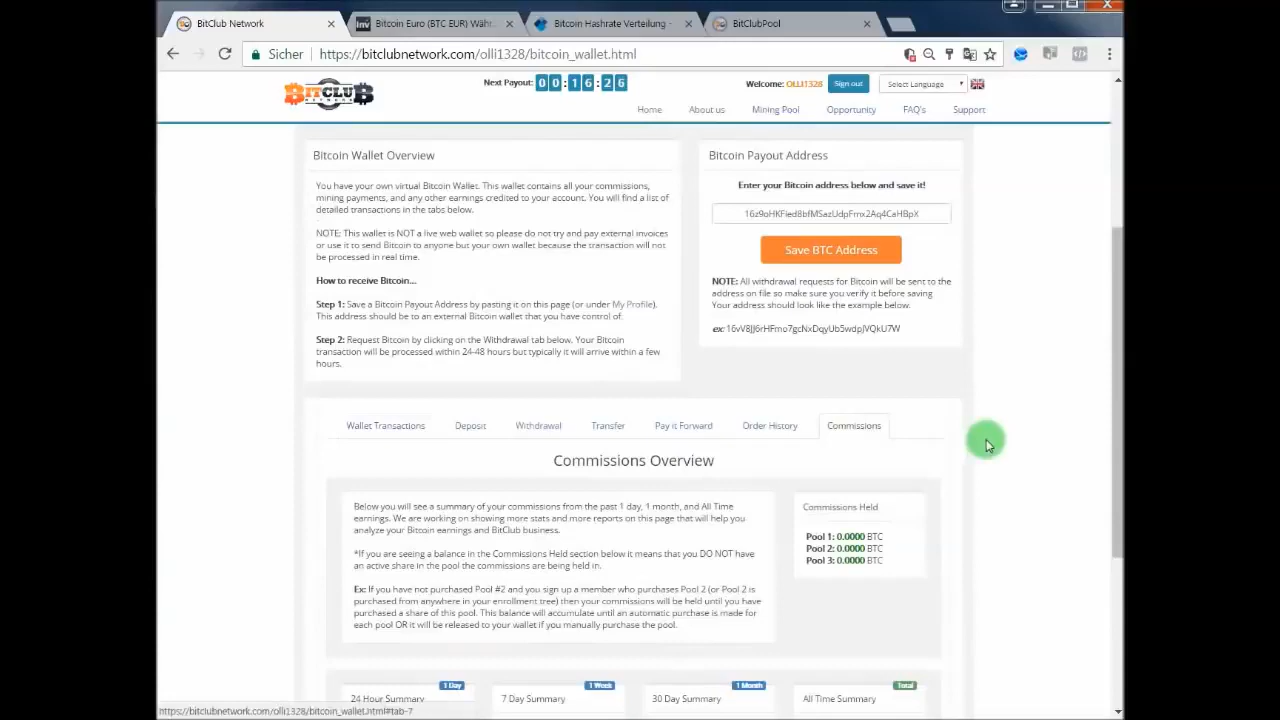 BitClub Network
Bitcoin Euro (BTC EUR) Währ
Bitcoin Hashrate Verteilung -
BitClubPool
Sicher
https://bitclubnetwork.com/olli1328/bitcoin_wallet.html
BITCLUB
NETWORK
Next Payout: 00:16:26
Welcome: OLLI1328
Sign out
Select Language
Home
About us
Mining Pool
Opportunity
FAQ's
Support
Bitcoin Wallet Overview
You have your own virtual Bitcoin Wallet. This wallet contains all your commissions,
mining payments, and any other earnings credited to your account. You will find a list of
detailed transactions in the tabs below.
NOTE: This wallet is NOT a live web wallet so please do not try and pay external invoices
or use it to send Bitcoin to anyone but your own wallet because the transaction will not
be processed in real time.
How to receive Bitcoin...
Step 1: Save a Bitcoin Payout Address by pasting it on this page (or under My Profile).
This address should be to an external Bitcoin wallet that you have control of.
Step 2: Request Bitcoin by clicking on the Withdrawal tab below. Your Bitcoin
transaction will be processed within 24-48 hours but typically it will arrive within a few
hours.
Bitcoin Payout Address
Enter your Bitcoin address below and save it!
Save BTC Address
NOTE: All withdrawal requests for Bitcoin will be sent to the
address on file so make sure you verify it before saving
Your address should look like the example below.
ex:
Wallet Transactions
Deposit
Withdrawal
Transfer
Pay it Forward
Order History
Commissions
Commissions Overview
Below you will see a summary of your commissions from the past 1 day, 1 month, and All Time
earnings. We are working on showing more stats and more reports on this page that will help you
analyze your Bitcoin earnings and BitClub business.
*If you are seeing a balance in the Commissions Held section below it means that you DO NOT have
an active share in the pool the commissions are being held in.
Ex: If you have not purchased Pool #2 and you sign up a member who purchases Pool 2 (or Pool 2 is
purchased from anywhere in your enrollment tree) then your commissions will be held until you have
purchased a share of this pool. This balance will accumulate until an automatic purchase is made for
each pool OR it will be released to your wallet if you manually purchase the pool.
Commissions Held
Pool 1: 0.0000 BTC
Pool 2: 0.0000 BTC
Pool 3: 0.0000 BTC
1 Day
24 Hour Summary
1 Week
7 Day Summary
1 Month
30 Day Summary
Total
All Time Summary
https://bitclubnetwork.com/olli1328/bitcoin_wallet.html#tab-7